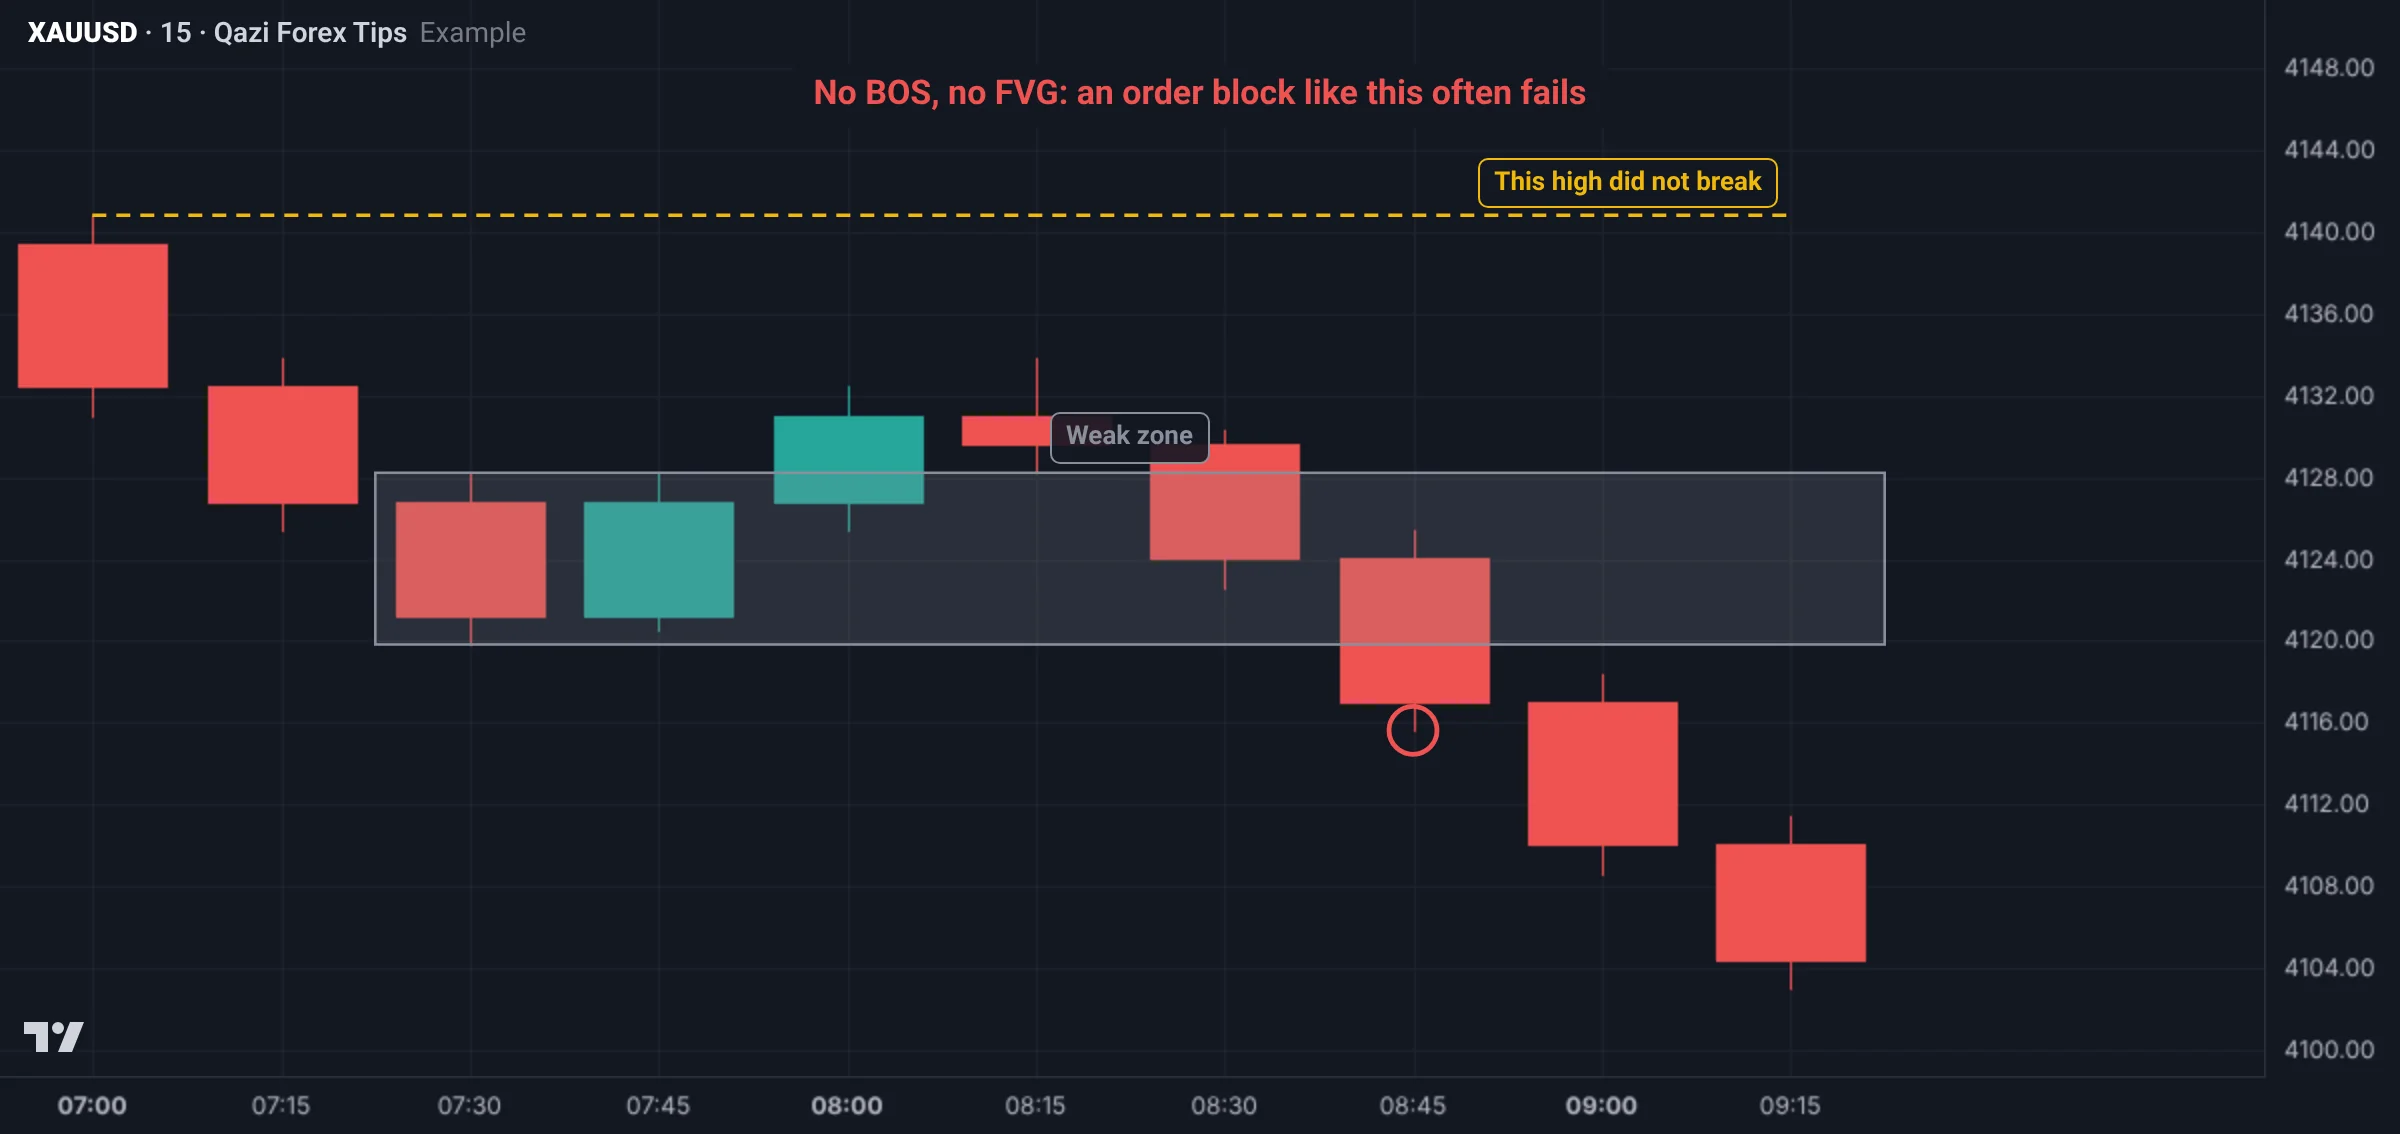 XAUUSD · 15 · Qazi Forex Tips Example
No BOS, no FVG: an order block like this often fails
This high did not break
Weak zone
4148.00
4144.00
4140.00
4136.00
4132.00
4128.00
4124.00
4120.00
4116.00
4112.00
4108.00
4104.00
4100.00
07:00 07:15 07:30 07:45 08:00 08:15 08:30 08:45 09:00 09:15